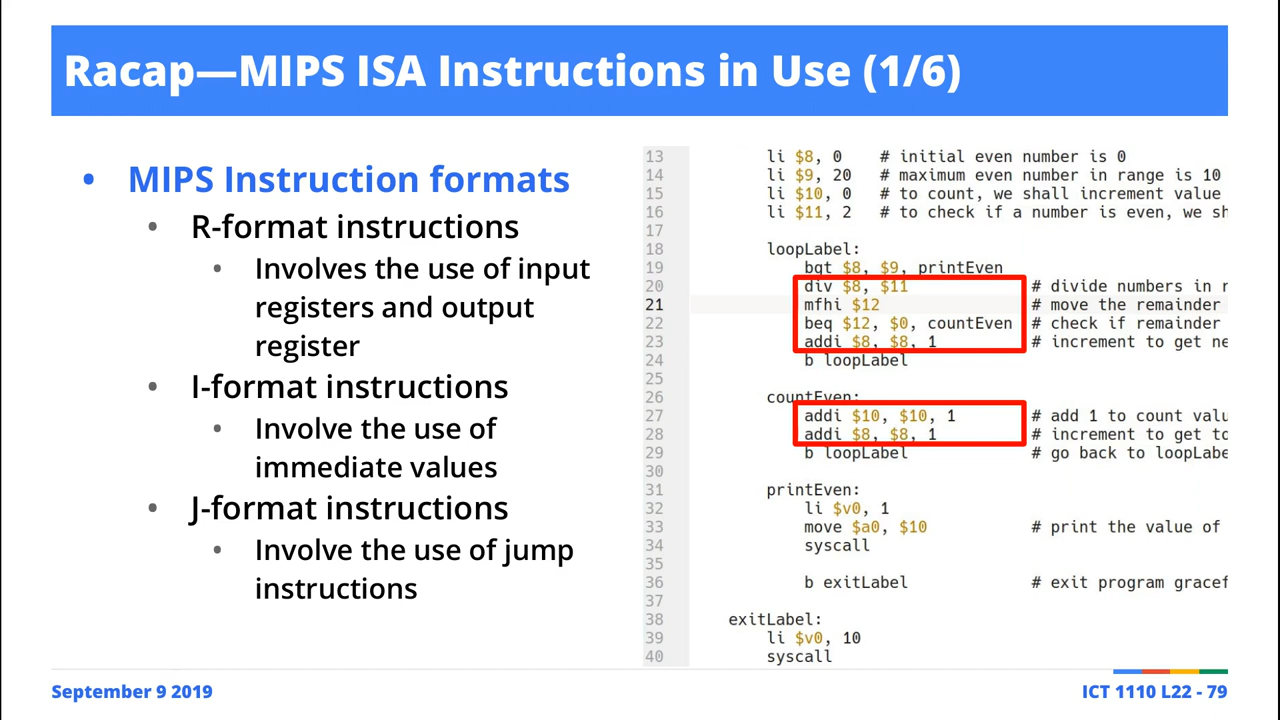 Racap—MIPS ISA Instructions in Use (1/6)
• MIPS Instruction formats
• R-format instructions
• Involves the use of input
registers and output
register
• I-format instructions
• Involve the use of
immediate values
• J-format instructions
• Involve the use of jump
instructions
13 li $8, 0 # initial even number is 0
14 li $9, 20 # maximum even number in range is 10
15 li $10, 0 # to count, we shall increment value
16 li $11, 2 # to check if a number is even, we sh
17
18 loopLabel:
19 bgt $8, $9, printEven
20 div $8, $11 # divide numbers in r
21 mfhi $12 # move the remainder
22 beq $12, $0, countEven # check if remainder
23 addi $8, $8, 1 # increment to get ne
24 b loopLabel
25
26 countEven:
27 addi $10, $10, 1 # add 1 to count valu
28 addi $8, $8, 1 # increment to get to
29 b loopLabel # go back to loopLabe
30
31 printEven:
32 li $v0, 1
33 move $a0, $10 # print the value of
34 syscall
35
36 b exitLabel # exit program gracef
37
38 exitLabel:
39 li $v0, 10
40 syscall
September 9 2019
ICT 1110 L22 - 79